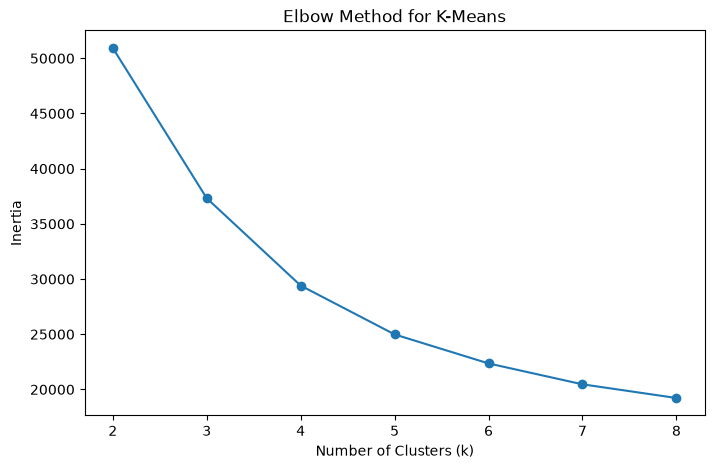 Elbow Method for K-Means
Inertia
50000
45000
40000
35000
30000
25000
20000
2 3 4 5 6 7 8
Number of Clusters (k)